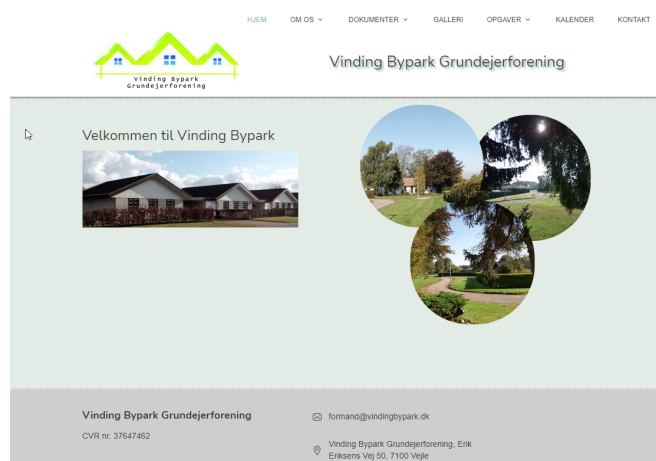 HJEM OM OS DOKUMENTER GALLERI OPGAVER KALENDER KONTAKT
Vinding Bypark
Grundejerforening
Vinding Bypark Grundejerforening
Velkommen til Vinding Bypark
Vinding Bypark Grundejerforening
CVR nr. 37647462
formand@vindingbypark.dk
Vinding Bypark Grundejerforening, Erik
Eriksens Vej 50, 7100 Vejle